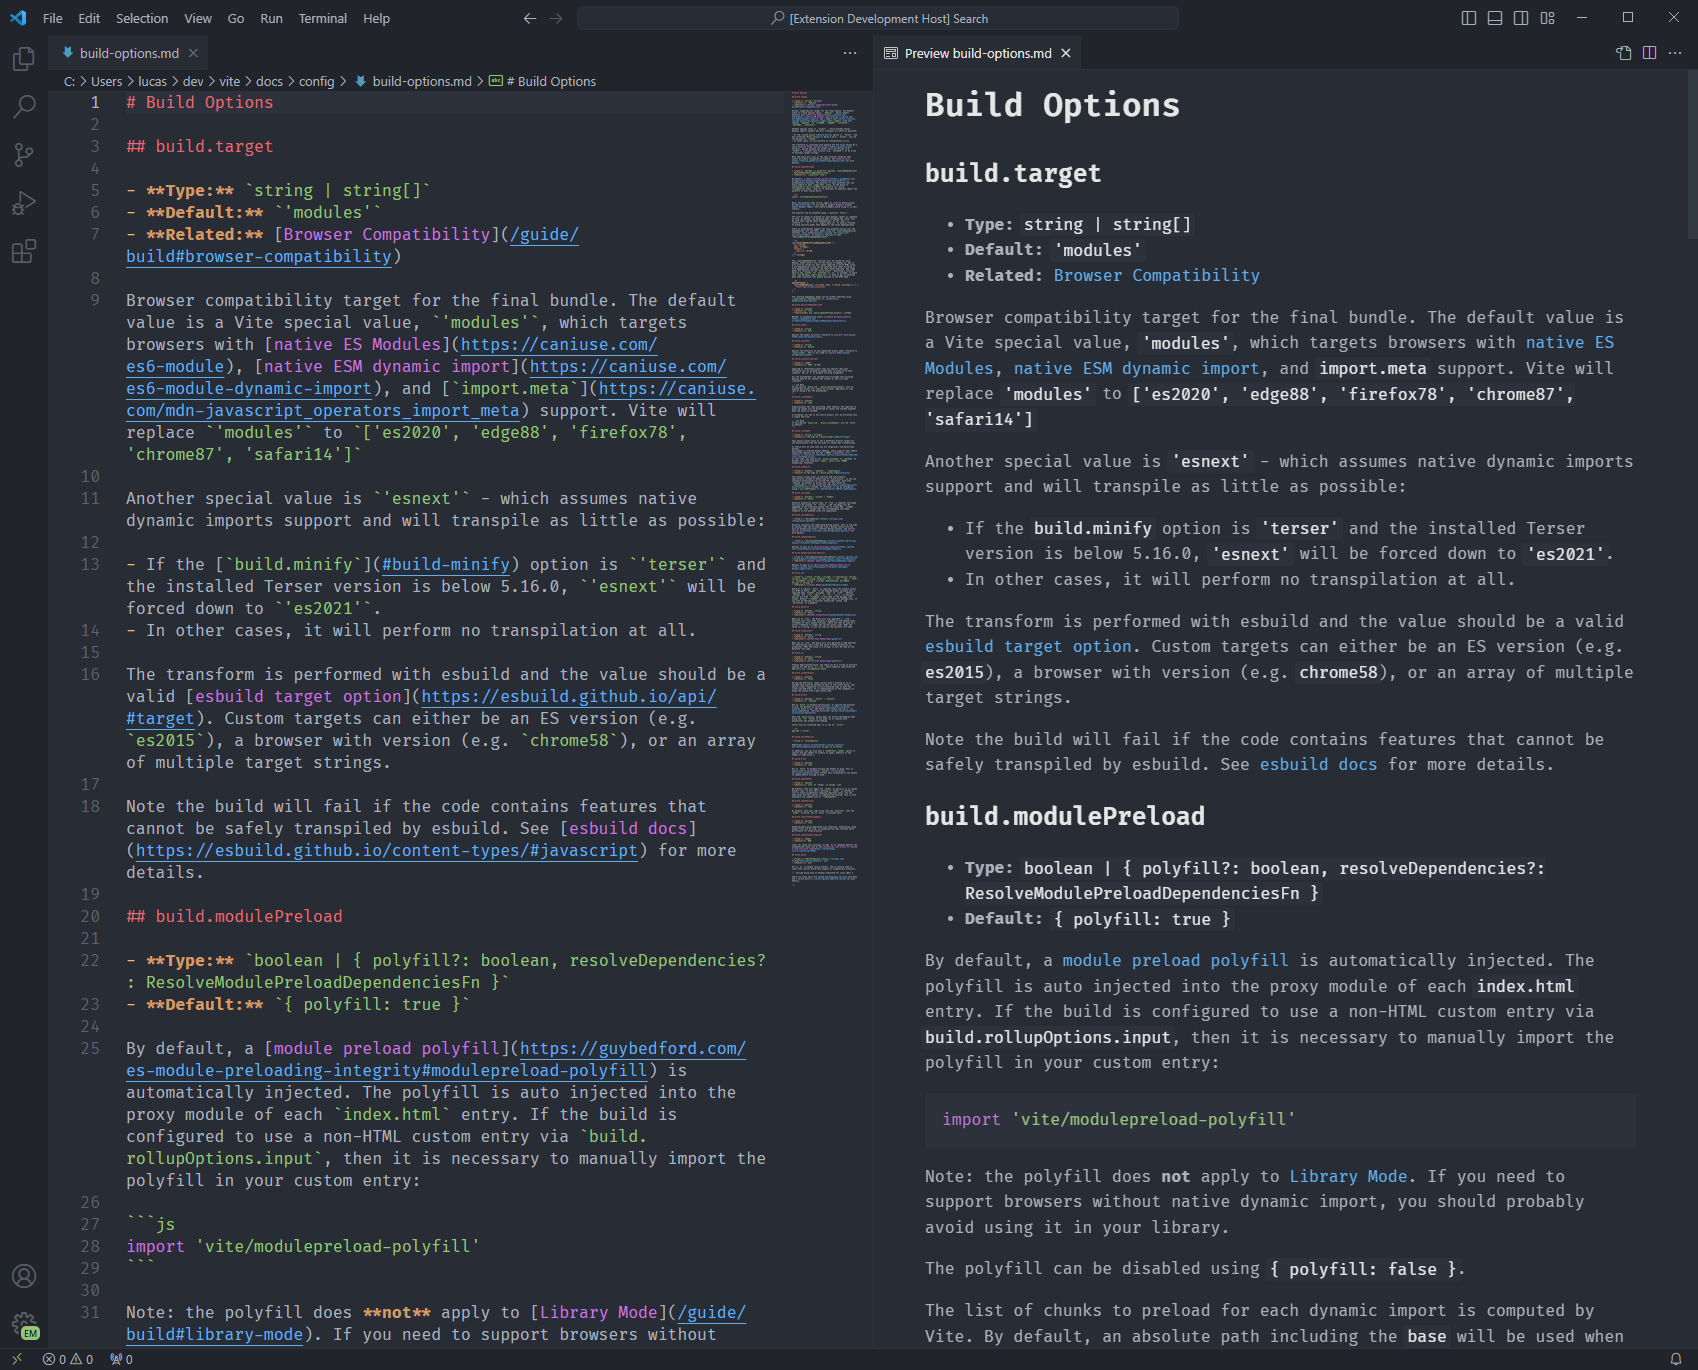 File Edit Selection View Go Run Terminal Help
[Extension Development Host] Search
build-options.md
C: > Users > lucas > dev > vite > docs > config > build-options.md > # Build Options
1 # Build Options
2
3 ## build.target
4
5 - **Type:** `string | string[]`
6 - **Default:** `'modules'`
7 - **Related:** [Browser Compatibility](/guide/
build#browser-compatibility)
8
9 Browser compatibility target for the final bundle. The default
value is a Vite special value, `'modules'`, which targets
browsers with [native ES Modules](https://caniuse.com/
es6-module), [native ESM dynamic import](https://caniuse.com/
es6-module-dynamic-import), and [`import.meta`](https://caniuse.
com/mdn-javascript_operators_import_meta) support. Vite will
replace `'modules'` to `['es2020', 'edge88', 'firefox78',
'chrome87', 'safari14']`
10
11 Another special value is `'esnext'` - which assumes native
dynamic imports support and will transpile as little as possible:
12
13 - If the [`build.minify`](#build-minify) option is `'terser'` and
the installed Terser version is below 5.16.0, `'esnext'` will be
forced down to `'es2021'`.
14 - In other cases, it will perform no transpilation at all.
15
16 The transform is performed with esbuild and the value should be a
valid [esbuild target option](https://esbuild.github.io/api/
#target). Custom targets can either be an ES version (e.g.
`es2015`), a browser with version (e.g. `chrome58`), or an array
of multiple target strings.
17
18 Note the build will fail if the code contains features that
cannot be safely transpiled by esbuild. See [esbuild docs]
(https://esbuild.github.io/content-types/#javascript) for more
details.
19
20 ## build.modulePreload
21
22 - **Type:** `boolean | { polyfill?: boolean, resolveDependencies?
: ResolveModulePreloadDependenciesFn }`
23 - **Default:** `{ polyfill: true }`
24
25 By default, a [module preload polyfill](https://guybedford.com/
es-module-preloading-integrity#modulepreload-polyfill) is
automatically injected. The polyfill is auto injected into the
proxy module of each `index.html` entry. If the build is
configured to use a non-HTML custom entry via `build.
rollupOptions.input`, then it is necessary to manually import the
polyfill in your custom entry:
26
27 ```js
28 import 'vite/modulepreload-polyfill'
29 ```
30
31 Note: the polyfill does **not** apply to [Library Mode](/guide/
build#library-mode). If you need to support browsers without
Preview build-options.md
Build Options
build.target
• Type: string | string[]
• Default: 'modules'
• Related: Browser Compatibility
Browser compatibility target for the final bundle. The default value is
a Vite special value, 'modules', which targets browsers with native ES
Modules, native ESM dynamic import, and import.meta support. Vite will
replace 'modules' to ['es2020', 'edge88', 'firefox78', 'chrome87',
'safari14']
Another special value is 'esnext' - which assumes native dynamic imports
support and will transpile as little as possible:
• If the build.minify option is 'terser' and the installed Terser
version is below 5.16.0, 'esnext' will be forced down to 'es2021'.
• In other cases, it will perform no transpilation at all.
The transform is performed with esbuild and the value should be a valid
esbuild target option. Custom targets can either be an ES version (e.g.
es2015), a browser with version (e.g. chrome58), or an array of multiple
target strings.
Note the build will fail if the code contains features that cannot be
safely transpiled by esbuild. See esbuild docs for more details.
build.modulePreload
• Type: boolean | { polyfill?: boolean, resolveDependencies?:
ResolveModulePreloadDependenciesFn }
• Default: { polyfill: true }
By default, a module preload polyfill is automatically injected. The
polyfill is auto injected into the proxy module of each index.html
entry. If the build is configured to use a non-HTML custom entry via
build.rollupOptions.input, then it is necessary to manually import the
polyfill in your custom entry:
import 'vite/modulepreload-polyfill'
Note: the polyfill does not apply to Library Mode. If you need to
support browsers without native dynamic import, you should probably
avoid using it in your library.
The polyfill can be disabled using { polyfill: false }.
The list of chunks to preload for each dynamic import is computed by
Vite. By default, an absolute path including the base will be used when
EM
0 0 0